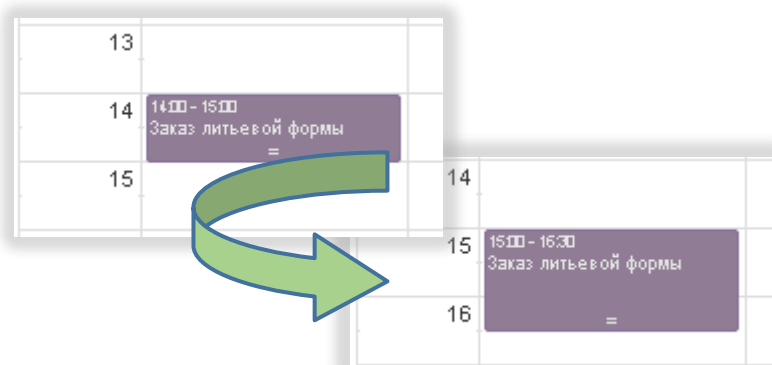 13
14
14:00 - 15:00
Заказ литьевой формы
=
15
14
15
15:00 - 16:30
Заказ литьевой формы
16
=